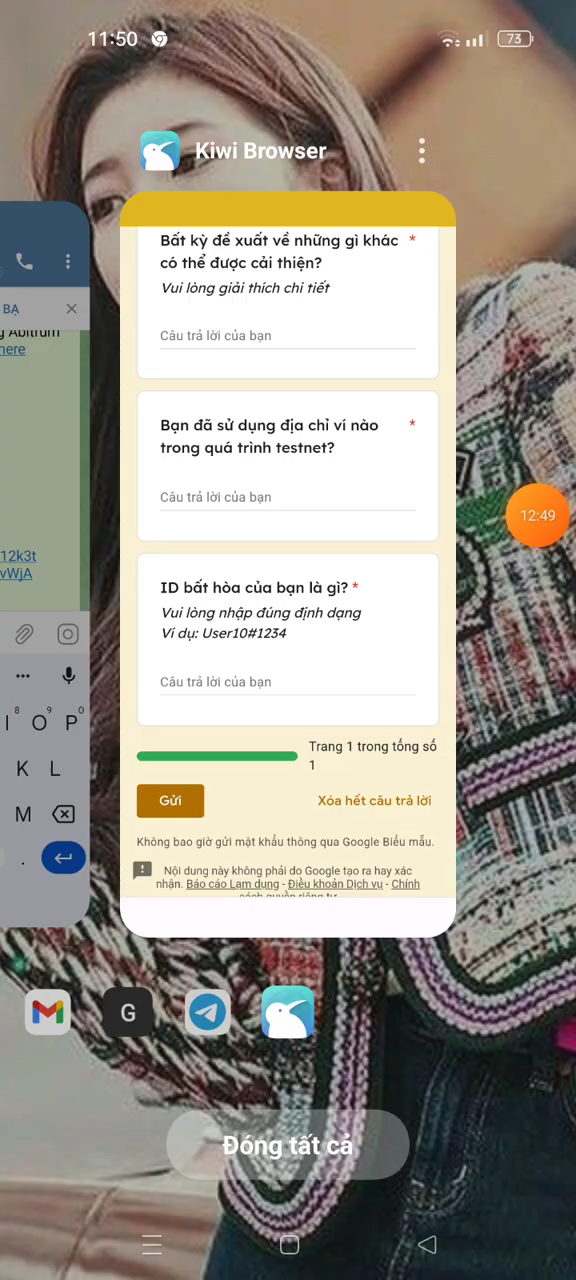 11:50
73
Kiwi Browser
BẠ
here
Bất kỳ đề xuất về những gì khác *
có thể được cải thiện?
Vui lòng giải thích chi tiết
Câu trả lời của bạn
Bạn đã sử dụng địa chỉ ví nào *
trong quá trình testnet?
Câu trả lời của bạn
12:49
12k3t
vWjA
ID bất hòa của bạn là gì? *
Vui lòng nhập đúng định dạng
Ví dụ: User10#1234
Câu trả lời của bạn
8 9 0
I O P
K L
M
.
Trang 1 trong tổng số
1
Gửi
Xóa hết câu trả lời
Không bao giờ gửi mật khẩu thông qua Google Biểu mẫu.
Nội dung này không phải do Google tạo ra hay xác
nhận. Báo cáo Lạm dụng - Điều khoản Dịch vụ - Chính
G
Đóng tất cả